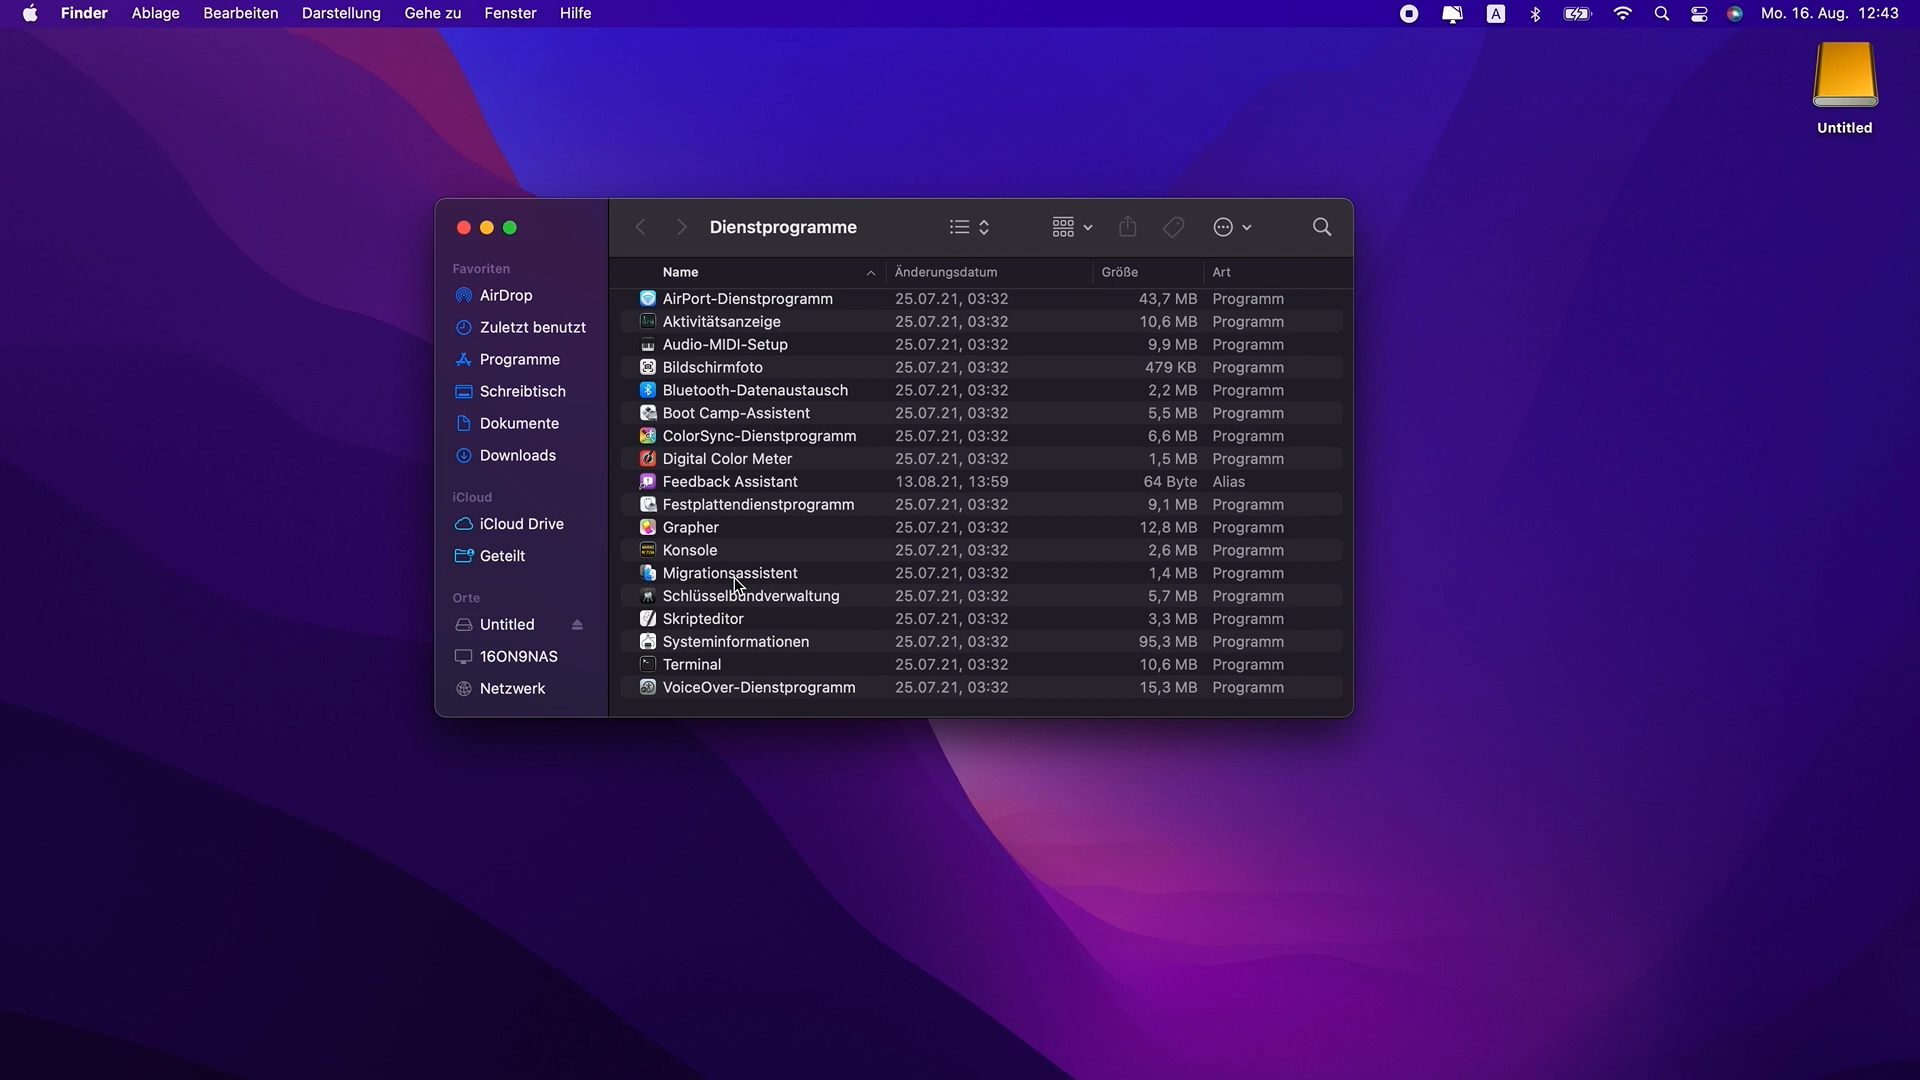 Finder Ablage Bearbeiten Darstellung Gehe zu Fenster Hilfe A Mo. 16. Aug. 12:43
Untitled
Dienstprogramme
Favoriten
AirDrop
Zuletzt benutzt
Programme
Schreibtisch
Dokumente
Downloads
iCloud
iCloud Drive
Geteilt
Orte
Untitled
16ON9NAS
Netzwerk
Name Änderungsdatum Größe Art
AirPort-Dienstprogramm 25.07.21, 03:32 43,7 MB Programm
Aktivitätsanzeige 25.07.21, 03:32 10,6 MB Programm
Audio-MIDI-Setup 25.07.21, 03:32 9,9 MB Programm
Bildschirmfoto 25.07.21, 03:32 479 KB Programm
Bluetooth-Datenaustausch 25.07.21, 03:32 2,2 MB Programm
Boot Camp-Assistent 25.07.21, 03:32 5,5 MB Programm
ColorSync-Dienstprogramm 25.07.21, 03:32 6,6 MB Programm
Digital Color Meter 25.07.21, 03:32 1,5 MB Programm
Feedback Assistant 13.08.21, 13:59 64 Byte Alias
Festplattendienstprogramm 25.07.21, 03:32 9,1 MB Programm
Grapher 25.07.21, 03:32 12,8 MB Programm
Konsole 25.07.21, 03:32 2,6 MB Programm
Migrationsassistent 25.07.21, 03:32 1,4 MB Programm
Schlüsselbundverwaltung 25.07.21, 03:32 5,7 MB Programm
Skripteditor 25.07.21, 03:32 3,3 MB Programm
Systeminformationen 25.07.21, 03:32 95,3 MB Programm
Terminal 25.07.21, 03:32 10,6 MB Programm
VoiceOver-Dienstprogramm 25.07.21, 03:32 15,3 MB Programm